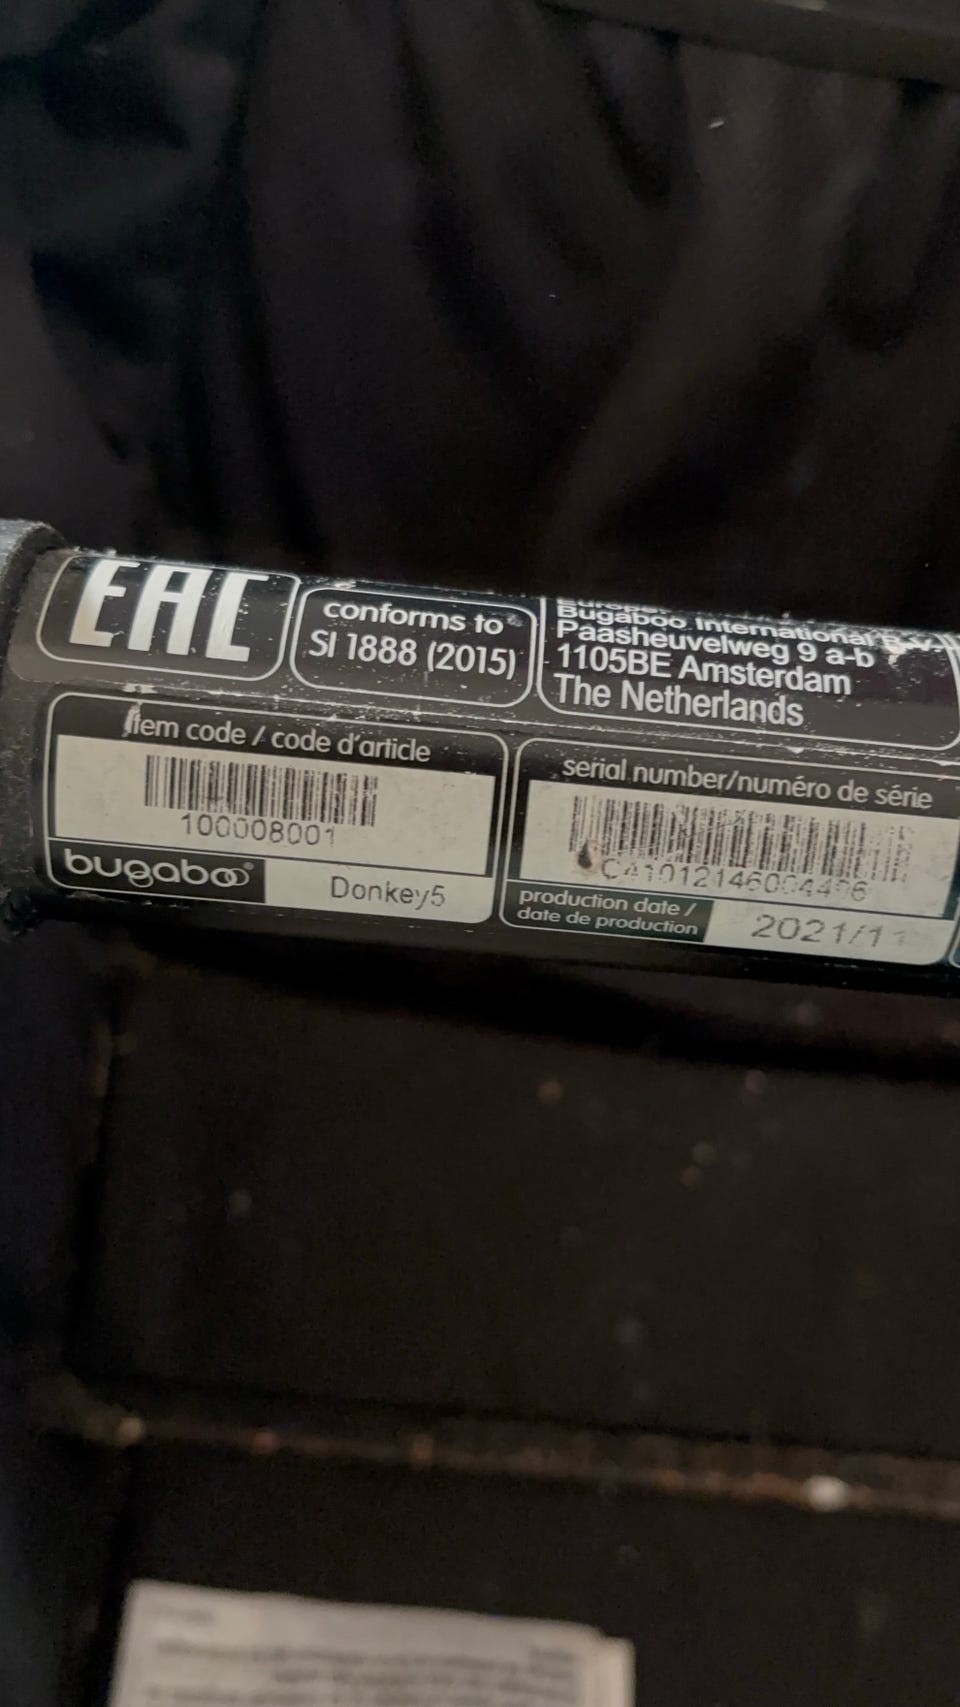 EAC
conforms to
SI 1888 (2015)
Bugaboo International B.V.
Paasheuvelweg 9 a-b
1105BE Amsterdam
The Netherlands
item code / code d'article
100008001
bugaboo®
Donkey5
serial number/numéro de série
production date /
date de production